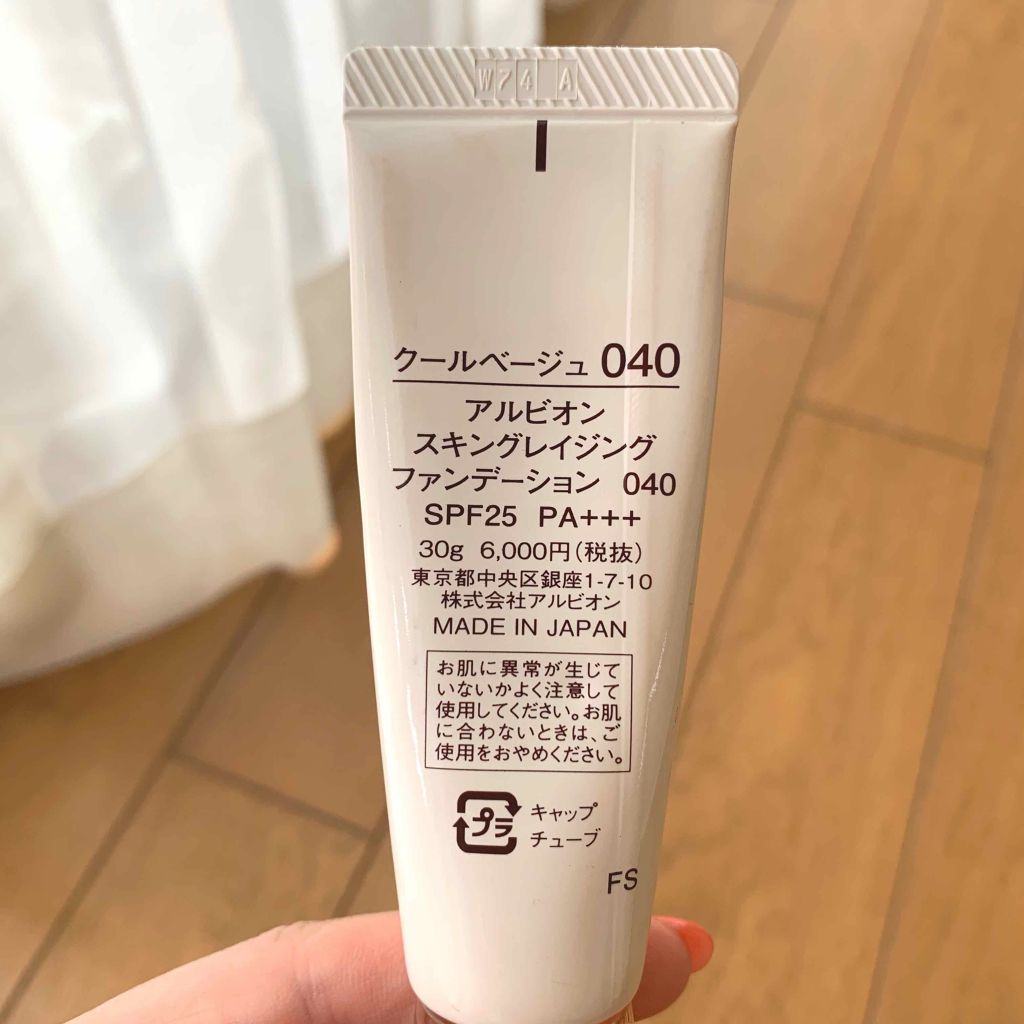 W74 A
クールベージュ 040
アルビオン
スキングレイジング
ファンデーション 040
SPF25 PA+++
30g 6,000円(税抜)
東京都中央区銀座1-7-10
株式会社アルビオン
MADE IN JAPAN
お肌に異常が生じて
いないかよく注意して
使用してください。お肌
に合わないときは、ご
使用をおやめください。
プラ キャップ
チューブ
FS